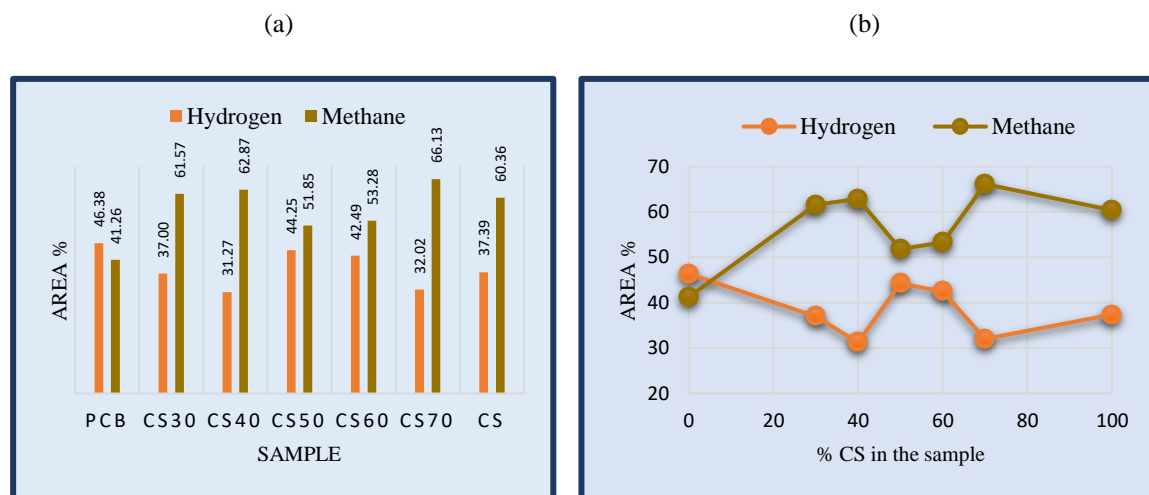 (a)
Hydrogen Methane
46.38
41.26
37.00
61.57
31.27
62.87
44.25
51.85
42.49
53.28
32.02
66.13
37.39
60.36
AREA %
PCB CS30 CS40 CS50 CS60 CS70 CS
SAMPLE
(b)
Hydrogen Methane
70
60
50
40
30
20
AREA %
0 20 40 60 80 100
% CS in the sample